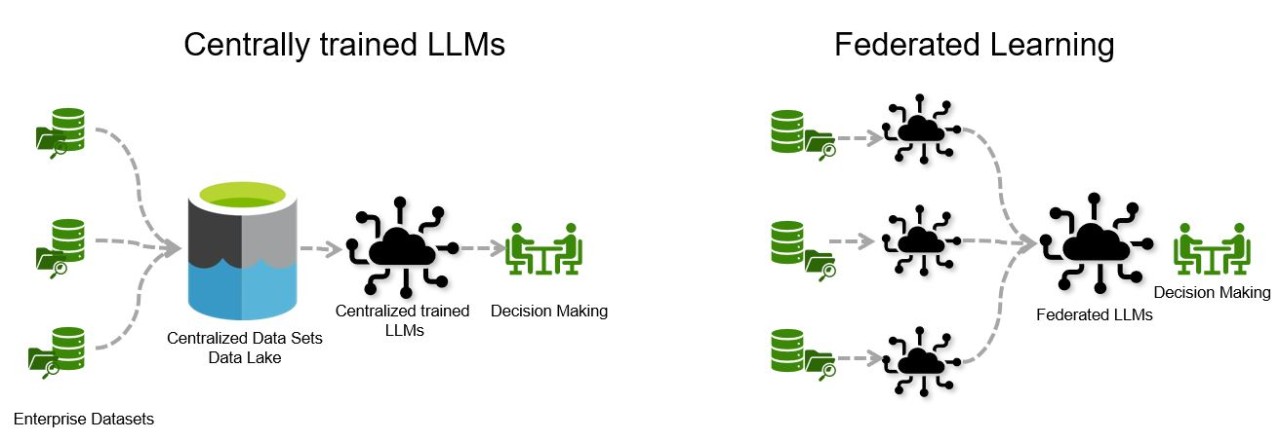 Centrally trained LLMs
Federated Learning
Centralized Data Sets
Data Lake
Centralized trained
LLMs
Decision Making
Enterprise Datasets
Federated LLMs
Decision Making